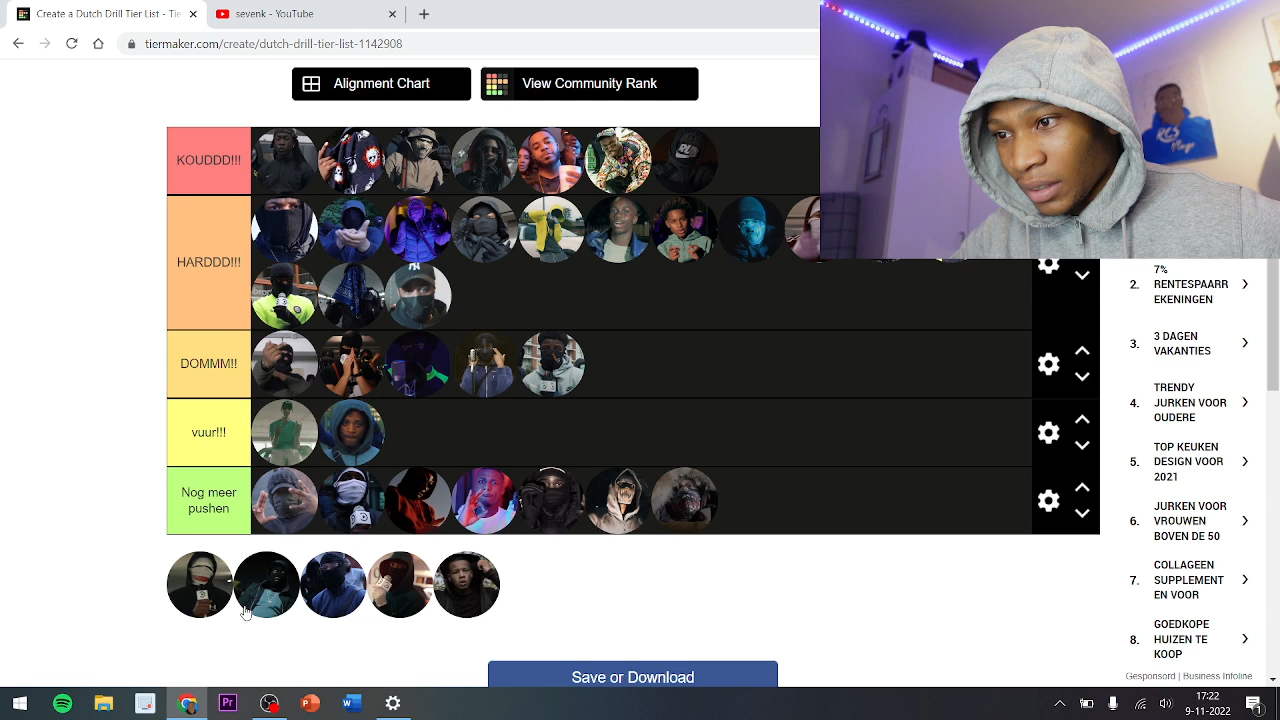 Create a Dutch Drill Tier List - Ti
sevenk - YouTube
tiermaker.com/create/dutch-drill-tier-list-1142908
Alignment Chart
View Community Rank
KOUDDD!!!
HARDDD!!!
DOMMM!!
vuur!!!
Nog meer
pushen
2. 7%
RENTESPAARR
EKENINGEN
3. 3 DAGEN
VAKANTIES
4. TRENDY
JURKEN VOOR
OUDERE
5. TOP KEUKEN
DESIGN VOOR
2021
6. JURKEN VOOR
VROUWEN
BOVEN DE 50
7. COLLAGEEN
SUPPLEMENT
EN VOOR
8. GOEDKOPE
HUIZEN TE
KOOP
Save or Download
Gesponsord | Business Infoline
17:22
9-11-2022